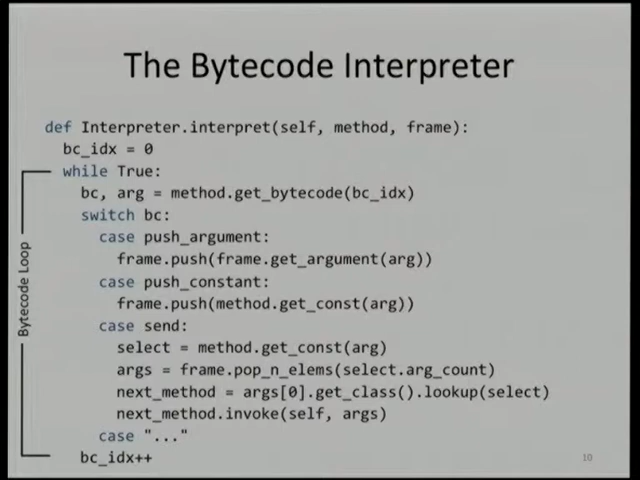 The Bytecode Interpreter
def Interpreter.interpret(self, method, frame):
bc_idx = 0
while True:
bc, arg = method.get_bytecode(bc_idx)
switch bc:
case push_argument:
frame.push(frame.get_argument(arg))
case push_constant:
frame.push(method.get_const(arg))
case send:
select = method.get_const(arg)
args = frame.pop_n_elems(select.arg_count)
next_method = args[0].get_class().lookup(select)
next_method.invoke(self, args)
case "..."
bc_idx++
Bytecode Loop
10